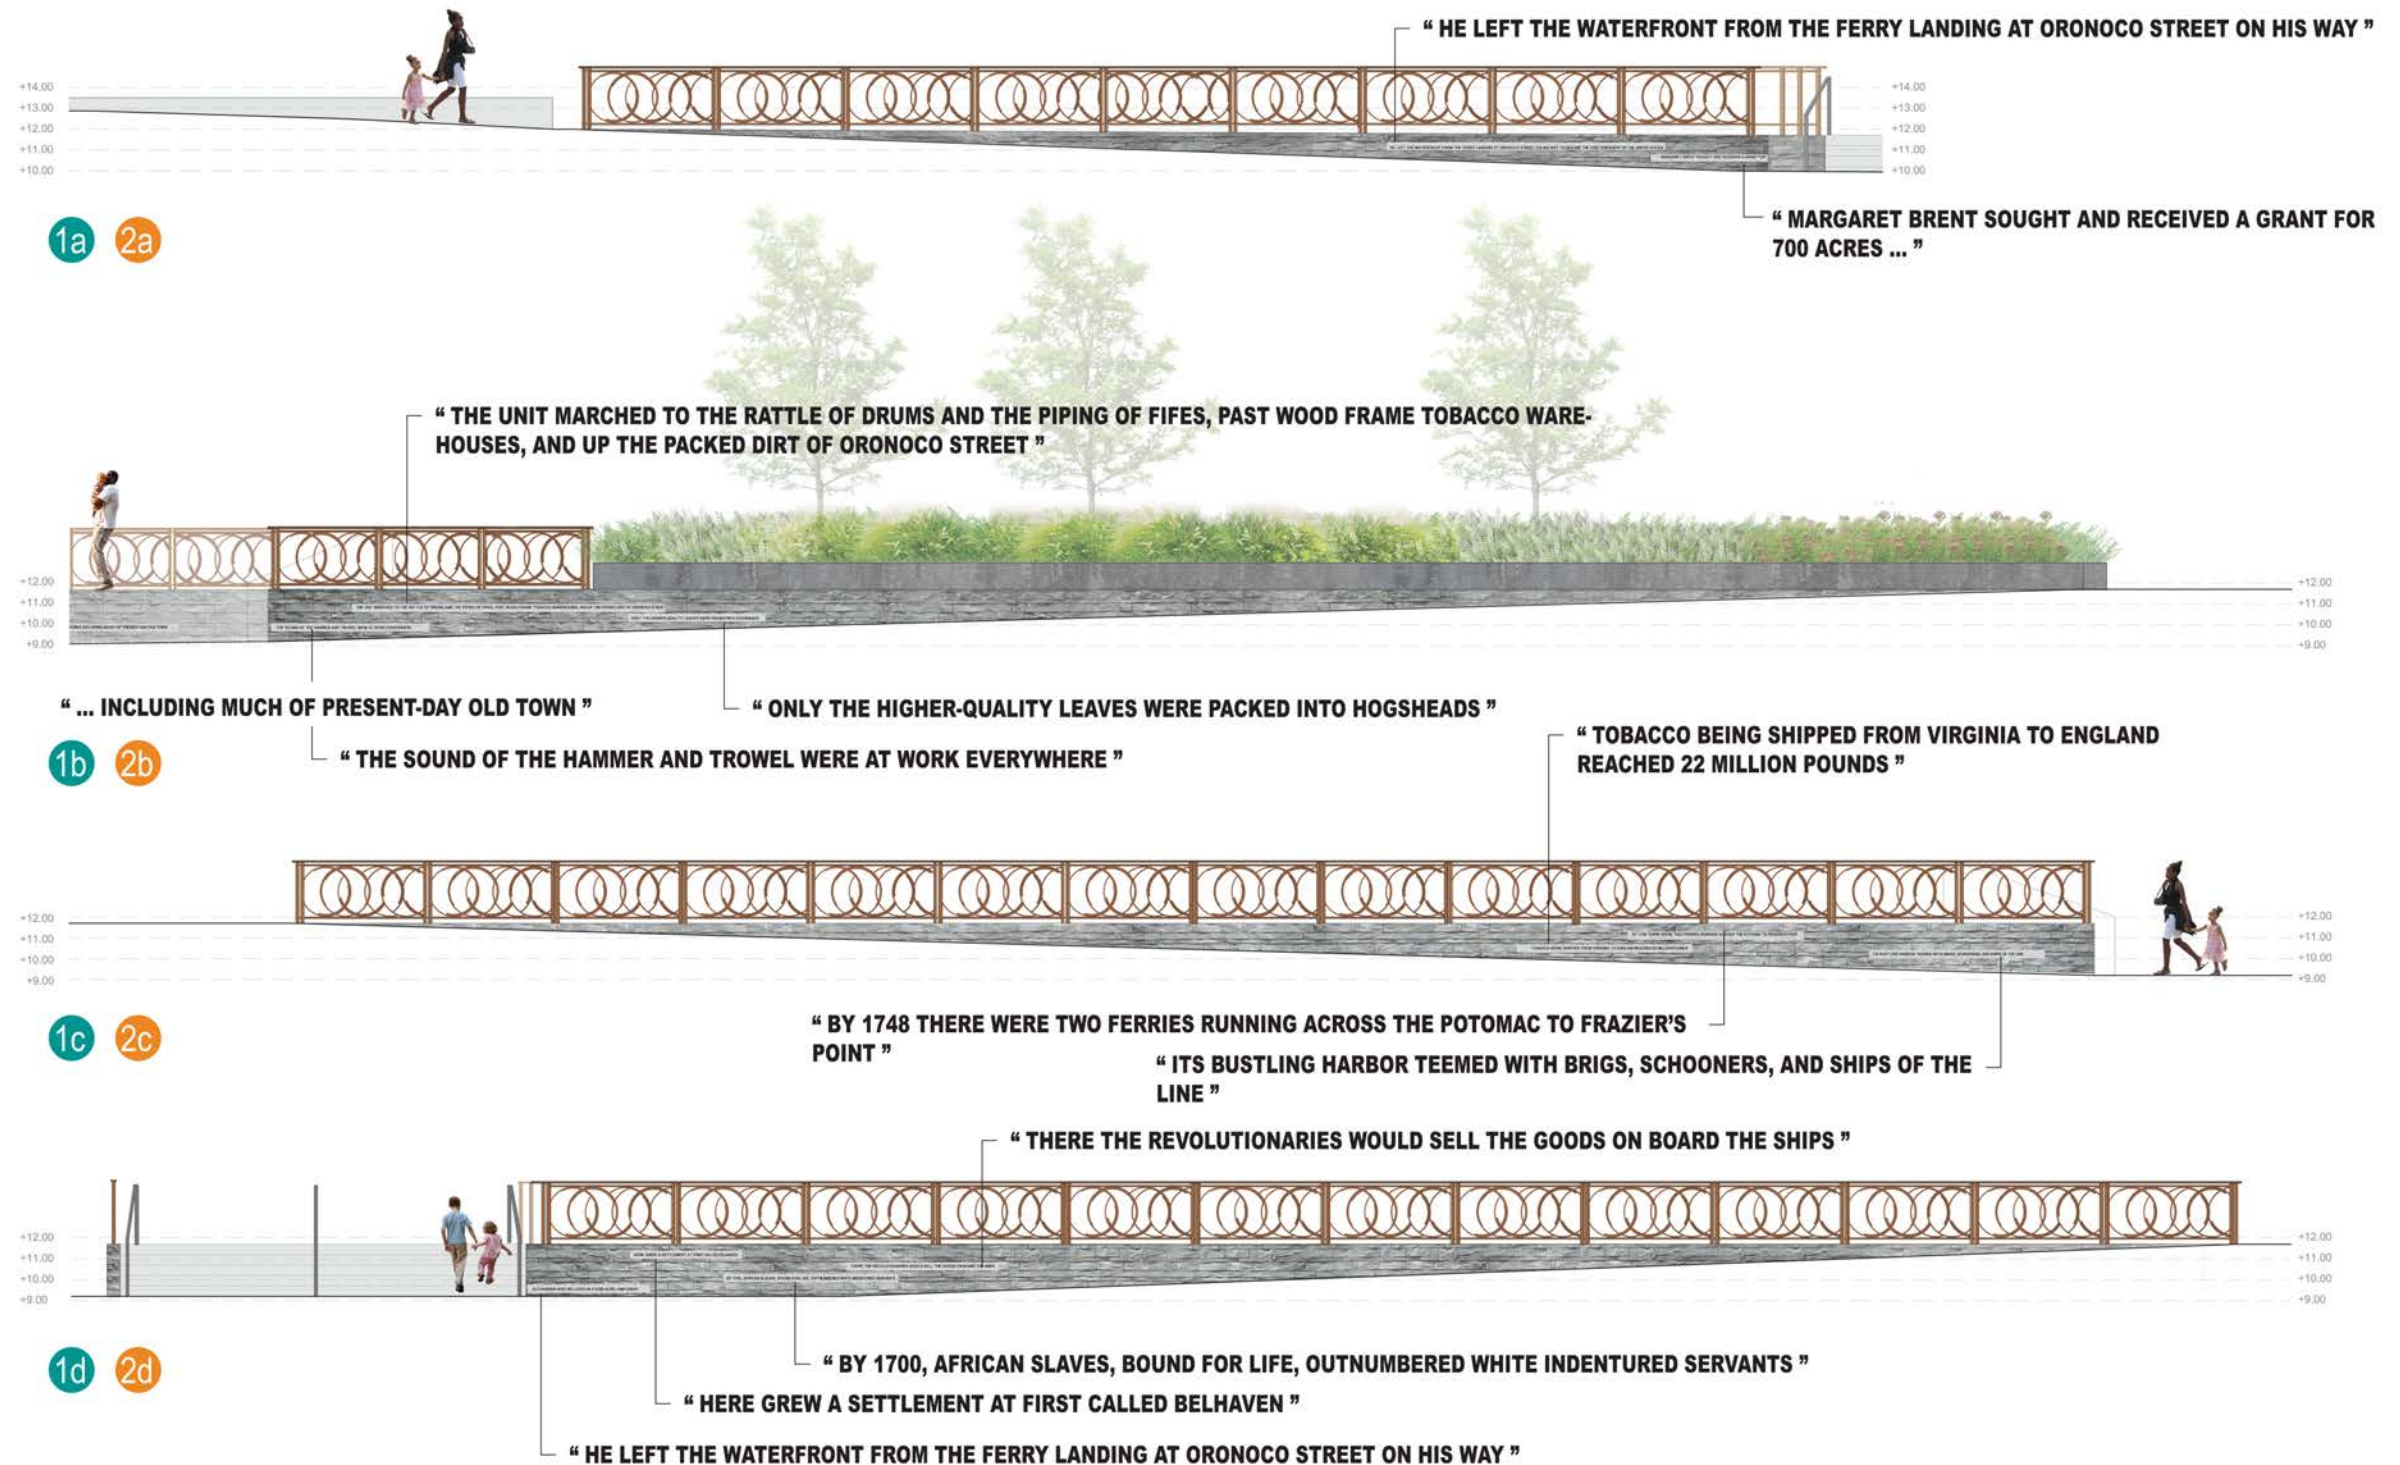 “ HE LEFT THE WATERFRONT FROM THE FERRY LANDING AT ORONOCO STREET ON HIS WAY ”
+14.00
+13.00
+12.00
+11.00
+10.00
+14.00
+13.00
+12.00
+11.00
+10.00
1a 2a
“ MARGARET BRENT SOUGHT AND RECEIVED A GRANT FOR
700 ACRES ... ”
“ THE UNIT MARCHED TO THE RATTLE OF DRUMS AND THE PIPING OF FIFES, PAST WOOD FRAME TOBACCO WARE-
HOUSES, AND UP THE PACKED DIRT OF ORONOCO STREET ”
+12.00
+11.00
+10.00
+9.00
+12.00
+11.00
+10.00
+9.00
“ ... INCLUDING MUCH OF PRESENT-DAY OLD TOWN ”
“ ONLY THE HIGHER-QUALITY LEAVES WERE PACKED INTO HOGSHEADS ”
1b 2b
“ THE SOUND OF THE HAMMER AND TROWEL WERE AT WORK EVERYWHERE ”
“ TOBACCO BEING SHIPPED FROM VIRGINIA TO ENGLAND
REACHED 22 MILLION POUNDS ”
+12.00
+11.00
+10.00
+9.00
+12.00
+11.00
+10.00
+9.00
1c 2c
“ BY 1748 THERE WERE TWO FERRIES RUNNING ACROSS THE POTOMAC TO FRAZIER’S
POINT ”
“ ITS BUSTLING HARBOR TEEMED WITH BRIGS, SCHOONERS, AND SHIPS OF THE
LINE ”
“ THERE THE REVOLUTIONARIES WOULD SELL THE GOODS ON BOARD THE SHIPS ”
+12.00
+11.00
+10.00
+9.00
+12.00
+11.00
+10.00
+9.00
1d 2d
“ BY 1700, AFRICAN SLAVES, BOUND FOR LIFE, OUTNUMBERED WHITE INDENTURED SERVANTS ”
“ HERE GREW A SETTLEMENT AT FIRST CALLED BELHAVEN ”
“ HE LEFT THE WATERFRONT FROM THE FERRY LANDING AT ORONOCO STREET ON HIS WAY ”